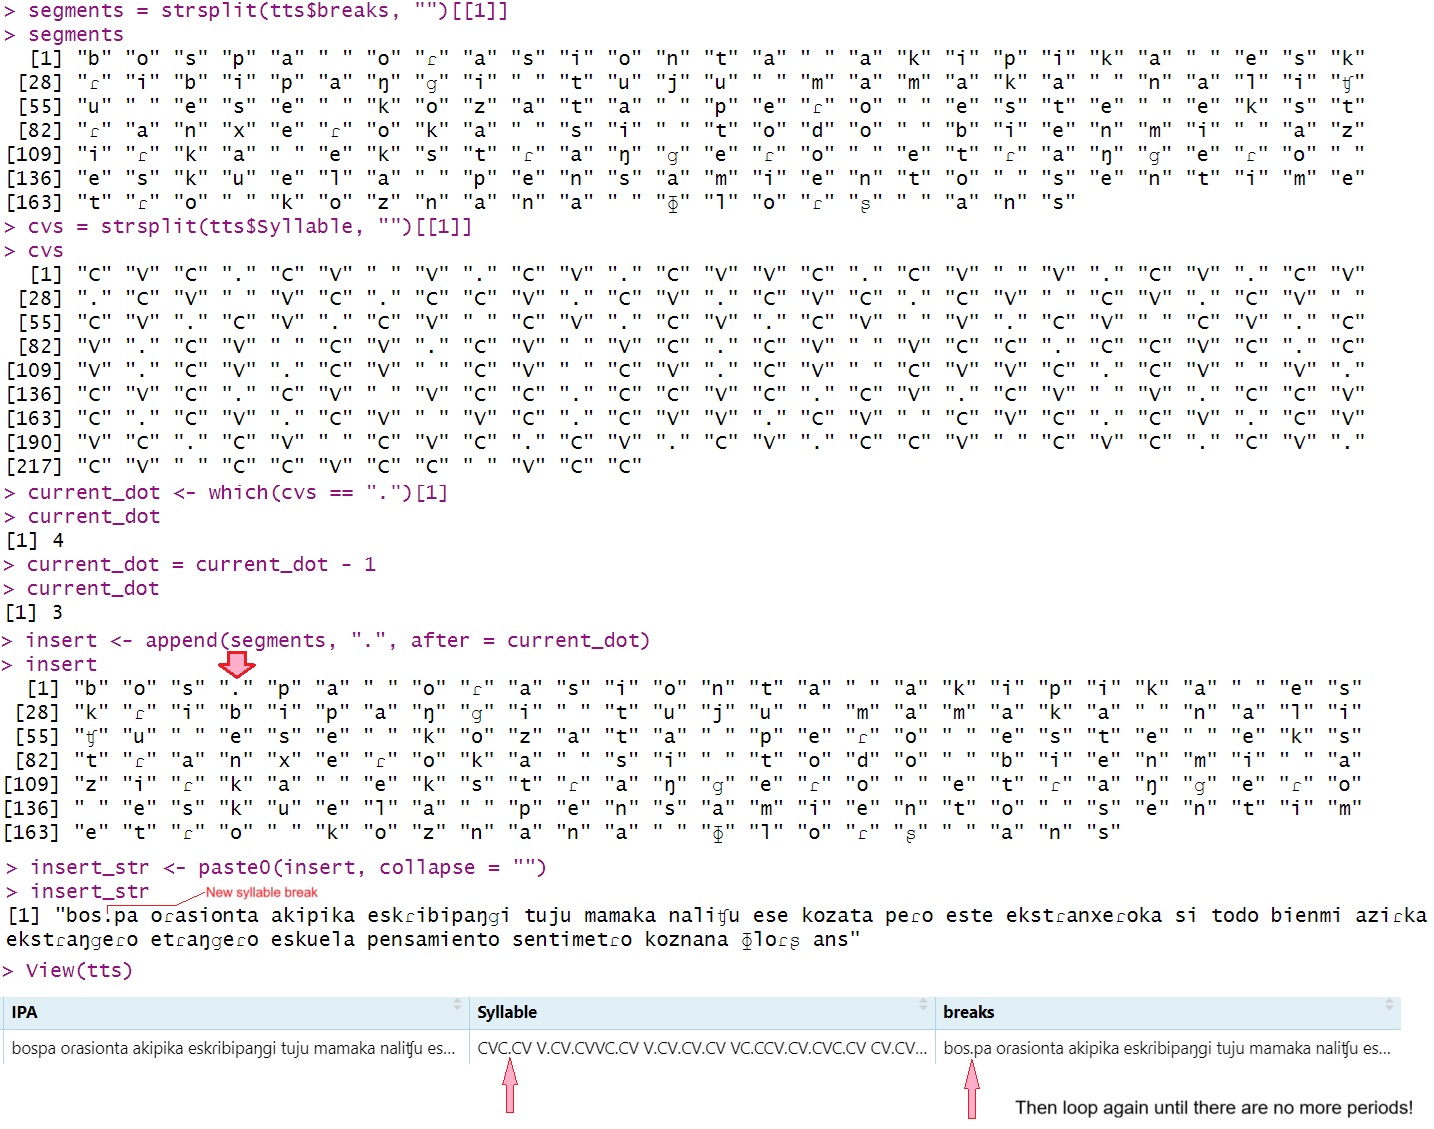 > segments = strsplit(tts$breaks, "")[[1]]
> segments
[1] "b" "o" "s" "p" "a" " " "o" "ɾ" "a" "s" "i" "o" "n" "t" "a" " " "a" "k" "i" "p" "i" "k" "a" " " "e" "s" "k"
[28] "ɾ" "i" "b" "i" "p" "a" "ŋ" "ɡ" "i" " " "t" "u" "j" "u" " " "m" "a" "m" "a" "k" "a" " " "n" "a" "l" "i" "ʧ"
[55] "u" " " "e" "s" "e" " " "k" "o" "z" "a" "t" "a" " " "p" "e" "ɾ" "o" " " "e" "s" "t" "e" " " "e" "k" "s" "t"
[82] "ɾ" "a" "n" "x" "e" "ɾ" "o" "k" "a" " " "s" "i" " " "t" "o" "d" "o" " " "b" "i" "e" "n" "m" "i" " " "a" "z"
[109] "i" "ɾ" "k" "a" " " "e" "k" "s" "t" "ɾ" "a" "ŋ" "ɡ" "e" "ɾ" "o" " " "e" "t" "ɾ" "a" "ŋ" "ɡ" "e" "ɾ" "o" " "
[136] "e" "s" "k" "u" "e" "l" "a" " " "p" "e" "n" "s" "a" "m" "i" "e" "n" "t" "o" " " "s" "e" "n" "t" "i" "m" "e"
[163] "t" "ɾ" "o" " " "k" "o" "z" "n" "a" "n" "a" " " "ɸ" "l" "o" "ɾ" "ʂ" " " "a" "n" "s"
> cvs = strsplit(tts$Syllable, "")[[1]]
> cvs
[1] "C" "V" "C" "." "C" "V" " " "V" "." "C" "V" "." "C" "V" "V" "C" "." "C" "V" " " "V" "." "C" "V" "." "C" "V"
[28] "." "C" "V" " " "V" "C" "." "C" "C" "V" "." "C" "V" "." "C" "V" "C" "." "C" "V" " " "C" "V" "." "C" "V" " "
[55] "C" "V" "." "C" "V" "." "C" "V" " " "C" "V" "." "C" "V" "." "C" "V" " " "V" "." "C" "V" " " "C" "V" "." "C"
[82] "V" "." "C" "V" " " "C" "V" "." "C" "V" " " "V" "C" "." "C" "V" " " "V" "C" "C" "." "C" "C" "V" "C" "." "C"
[109] "V" "." "C" "V" "." "C" "V" " " "C" "V" " " "C" "V" "." "C" "V" " " "C" "V" "V" "C" "." "C" "V" " " "V" "."
[136] "C" "V" "C" "." "C" "V" " " "V" "C" "C" "." "C" "C" "V" "C" "." "C" "V" "." "C" "V" " " "V" "." "C" "C" "V"
[163] "C" "." "C" "V" "." "C" "V" " " "V" "C" "." "C" "V" "V" "." "C" "V" " " "C" "V" "C" "." "C" "V" "." "C" "V"
[190] "V" "C" "." "C" "V" " " "C" "V" "C" "." "C" "V" "." "C" "V" "." "C" "C" "V" " " "C" "V" "C" "." "C" "V" "."
[217] "C" "V" " " "C" "C" "V" "C" "C" " " "V" "C" "C"
> current_dot <- which(cvs == ".")[1]
> current_dot
[1] 4
> current_dot = current_dot - 1
> current_dot
[1] 3
> insert <- append(segments, ".", after = current_dot)
> insert
[1] "b" "o" "s" "." "p" "a" " " "o" "ɾ" "a" "s" "i" "o" "n" "t" "a" " " "a" "k" "i" "p" "i" "k" "a" " " "e" "s"
[28] "k" "ɾ" "i" "b" "i" "p" "a" "ŋ" "ɡ" "i" " " "t" "u" "j" "u" " " "m" "a" "m" "a" "k" "a" " " "n" "a" "l" "i"
[55] "ʧ" "u" " " "e" "s" "e" " " "k" "o" "z" "a" "t" "a" " " "p" "e" "ɾ" "o" " " "e" "s" "t" "e" " " "e" "k" "s"
[82] "t" "ɾ" "a" "n" "x" "e" "ɾ" "o" "k" "a" " " "s" "i" " " "t" "o" "d" "o" " " "b" "i" "e" "n" "m" "i" " " "a"
[109] "z" "i" "ɾ" "k" "a" " " "e" "k" "s" "t" "ɾ" "a" "ŋ" "ɡ" "e" "ɾ" "o" " " "e" "t" "ɾ" "a" "ŋ" "ɡ" "e" "ɾ" "o"
[136] " " "e" "s" "k" "u" "e" "l" "a" " " "p" "e" "n" "s" "a" "m" "i" "e" "n" "t" "o" " " "s" "e" "n" "t" "i" "m"
[163] "e" "t" "ɾ" "o" " " "k" "o" "z" "n" "a" "n" "a" " " "ɸ" "l" "o" "ɾ" "ʂ" " " "a" "n" "s"
> insert_str <- paste0(insert, collapse = "")
> insert_str
New syllable break
[1] "bos.pa oɾasionta akipika eskɾibipaŋɡi tuju mamaka naliʧu ese kozata peɾo este ekstɾanxeɾoka si todo bienmi aziɾka
ekstɾaŋɡeɾo etɾaŋɡeɾo eskuela pensamiento sentimetɾo koznana ɸloɾʂ ans"
> View(tts)
IPA Syllable breaks
bospa oɾasionta akipika eskɾibipaŋɡi tuju mamaka naliʧu es... CVC.CV V.CV.CVVC.CV V.CV.CV.CV VC.CCV.CV.CVC.CV CV.CV... bos.pa oɾasionta akipika eskɾibipaŋɡi tuju mamaka naliʧu es...
Then loop again until there are no more periods!